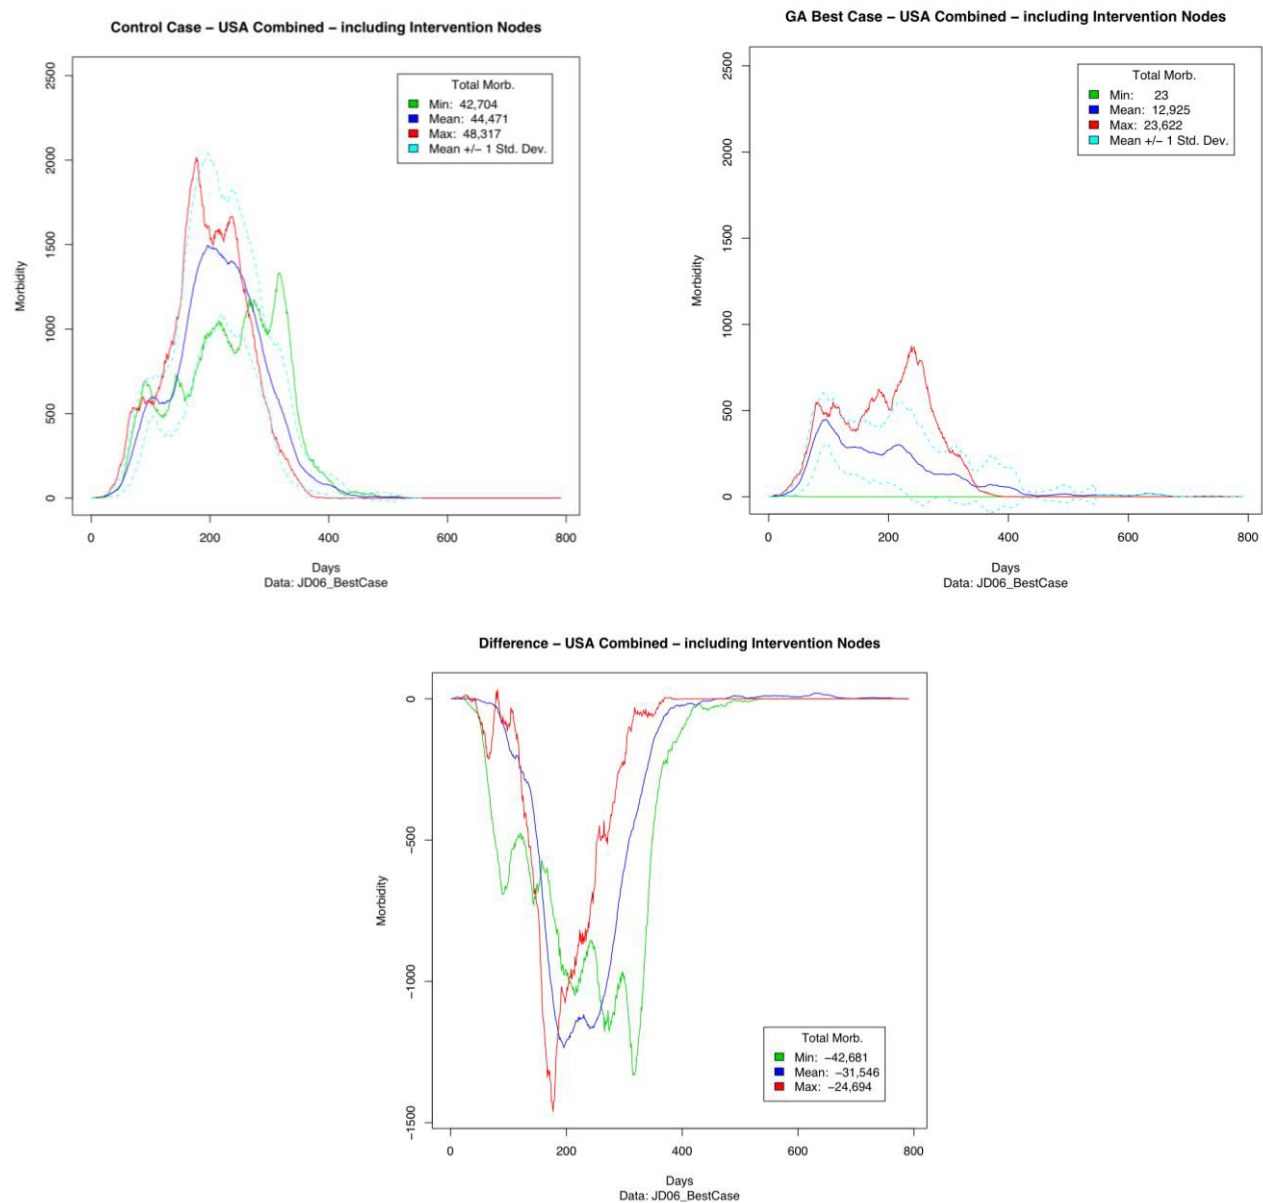 Control Case – USA Combined – including Intervention Nodes
2500
2000
1500
1000
500
0
Morbidity
Total Morb.
Min: 42,704
Mean: 44,471
Max: 48,317
Mean +/− 1 Std. Dev.
0 200 400 600 800
Days
Data: JD06_BestCase
GA Best Case – USA Combined – including Intervention Nodes
2500
2000
1500
1000
500
0
Morbidity
Total Morb.
Min: 23
Mean: 12,925
Max: 23,622
Mean +/− 1 Std. Dev.
0 200 400 600 800
Days
Data: JD06_BestCase
Difference – USA Combined – including Intervention Nodes
0
−500
−1000
−1500
Morbidity
Total Morb.
Min: −42,681
Mean: −31,546
Max: −24,694
0 200 400 600 800
Days
Data: JD06_BestCase